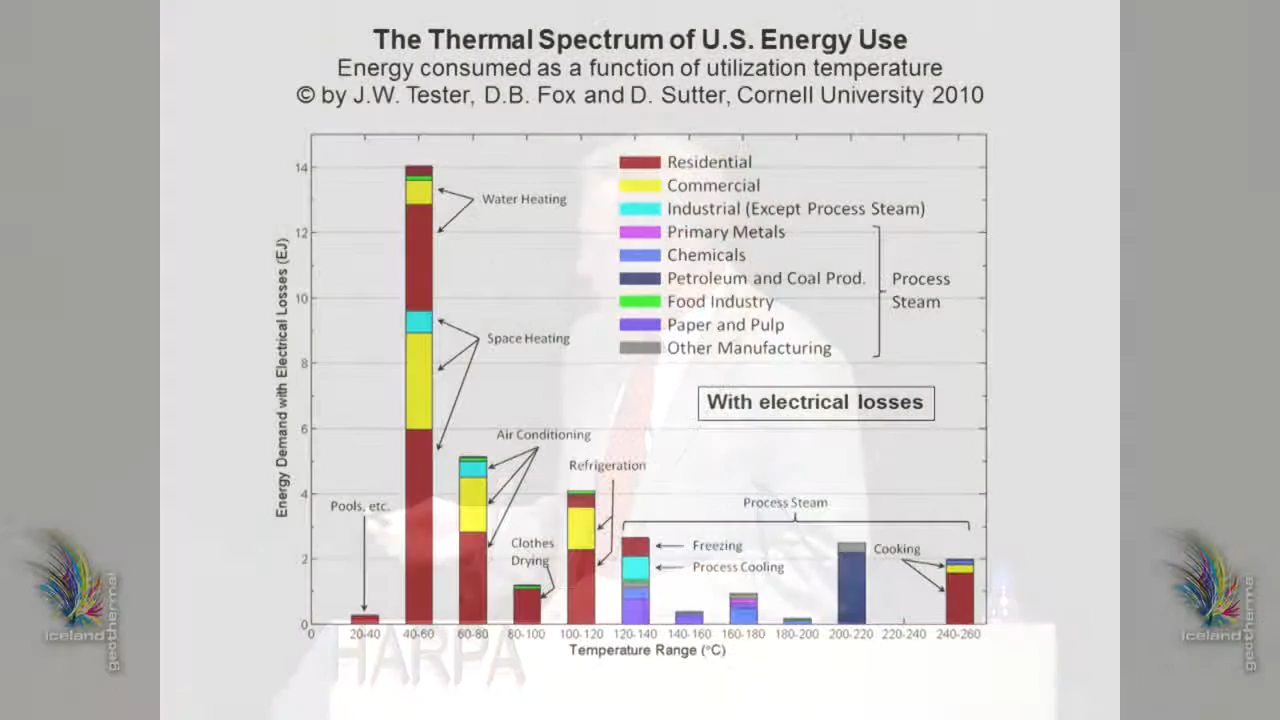 The Thermal Spectrum of U.S. Energy Use
Energy consumed as a function of utilization temperature
© by J.W. Tester, D.B. Fox and D. Sutter, Cornell University 2010
Energy Demand with Electrical Losses (EJ)
14
12
10
8
6
4
2
0
Residential
Commercial
Industrial (Except Process Steam)
Primary Metals
Chemicals
Petroleum and Coal Prod.
Food Industry
Paper and Pulp
Other Manufacturing
Process
Steam
Water Heating
Space Heating
With electrical losses
Air Conditioning
Refrigeration
Pools, etc.
Process Steam
Clothes
Drying
Freezing
Process Cooling
Cooking
0 20-40 40-60 60-80 80-100 100-120 120-140 140-160 160-180 180-200 200-220 220-240 240-260
Temperature Range (°C)
HARPA
iceland
geothermal
iceland
geothermal